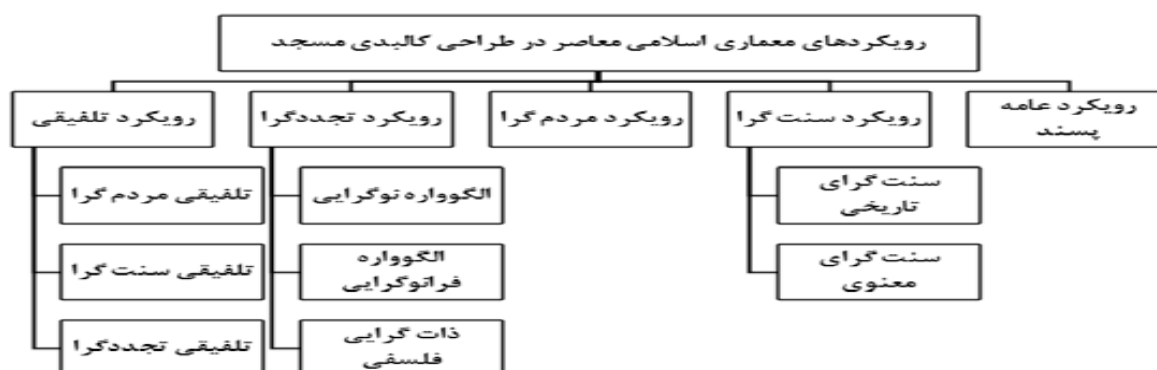 رویکردهای معماری اسلامی معاصر در طراحی کالبدی مسجد
رویکرد عامه
پسند
رویکرد سنت گرا
سنت گرای
تاریخی
سنت گرای
معنوی
رویکرد مردم گرا
رویکرد تجددگرا
الگوواره نوگرایی
الگوواره
فرانوگرایی
ذات گرایی
فلسفی
رویکرد تلفیقی
تلفیقی مردم گرا
تلفیقی سنت گرا
تلفیقی تجددگرا